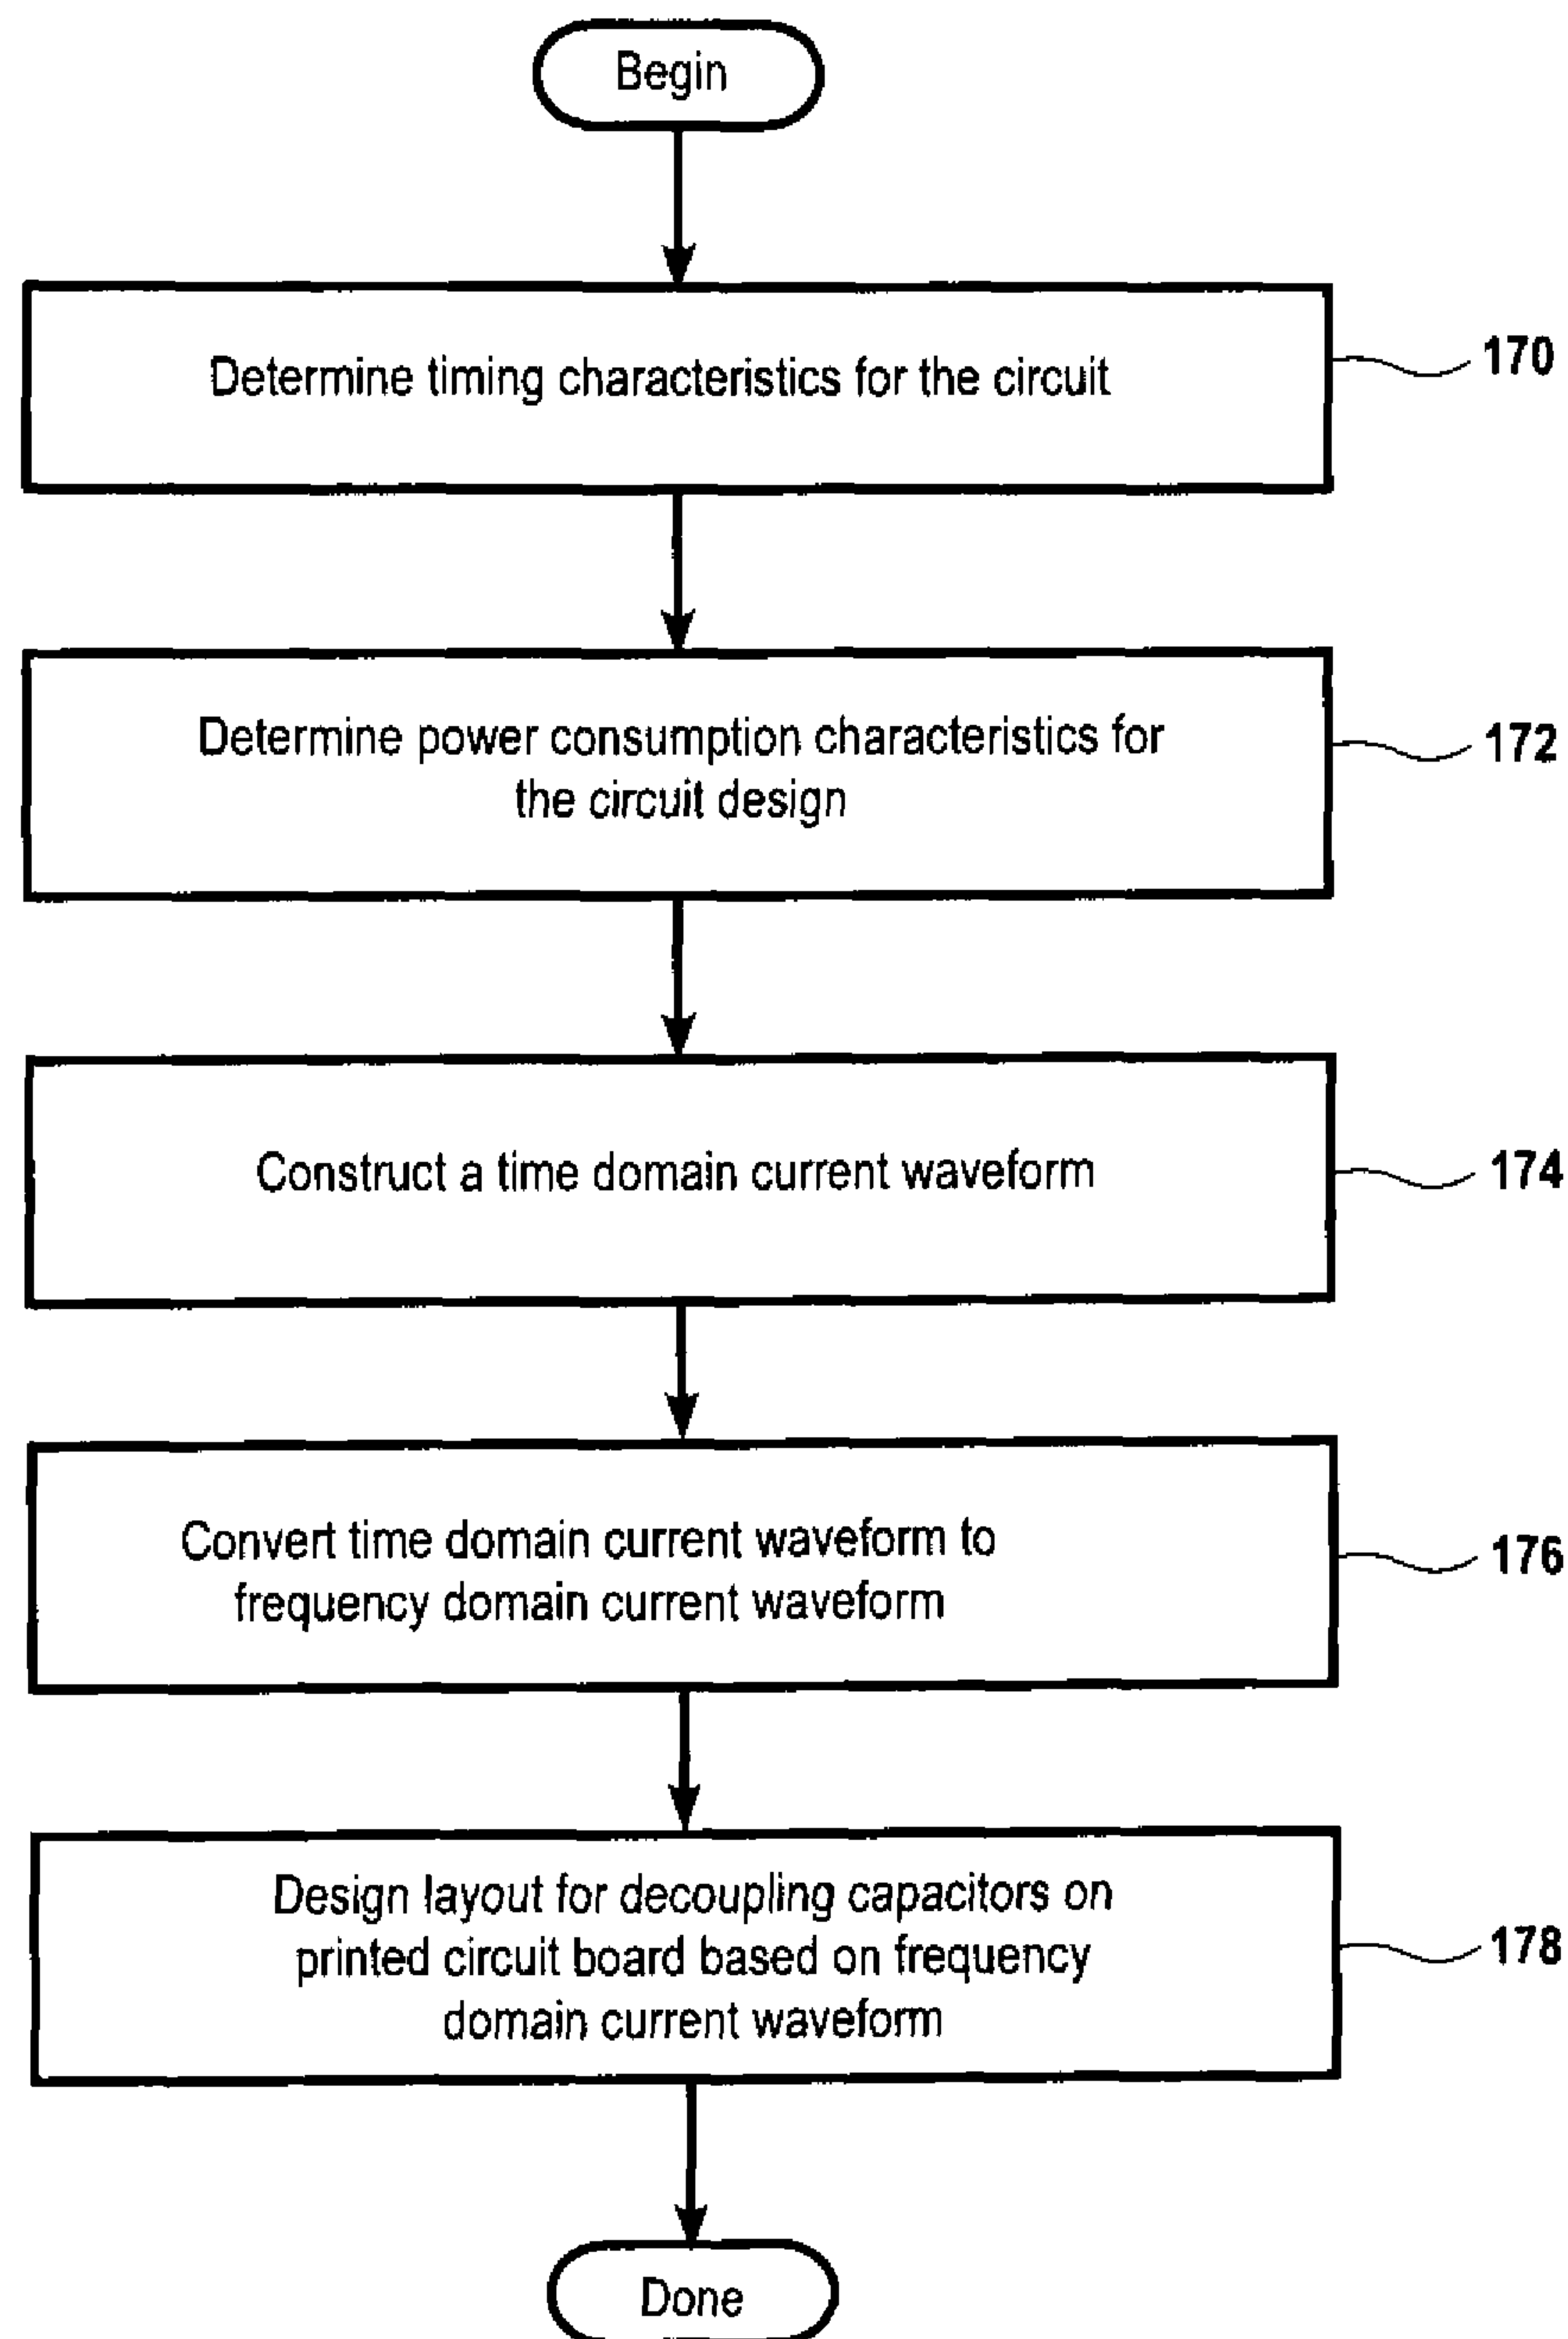 Begin
Determine timing characteristics for the circuit
170
Determine power consumption characteristics for
the circuit design
172
Construct a time domain current waveform
174
Convert time domain current waveform to
frequency domain current waveform
176
Design layout for decoupling capacitors on
printed circuit board based on frequency
domain current waveform
178
Done